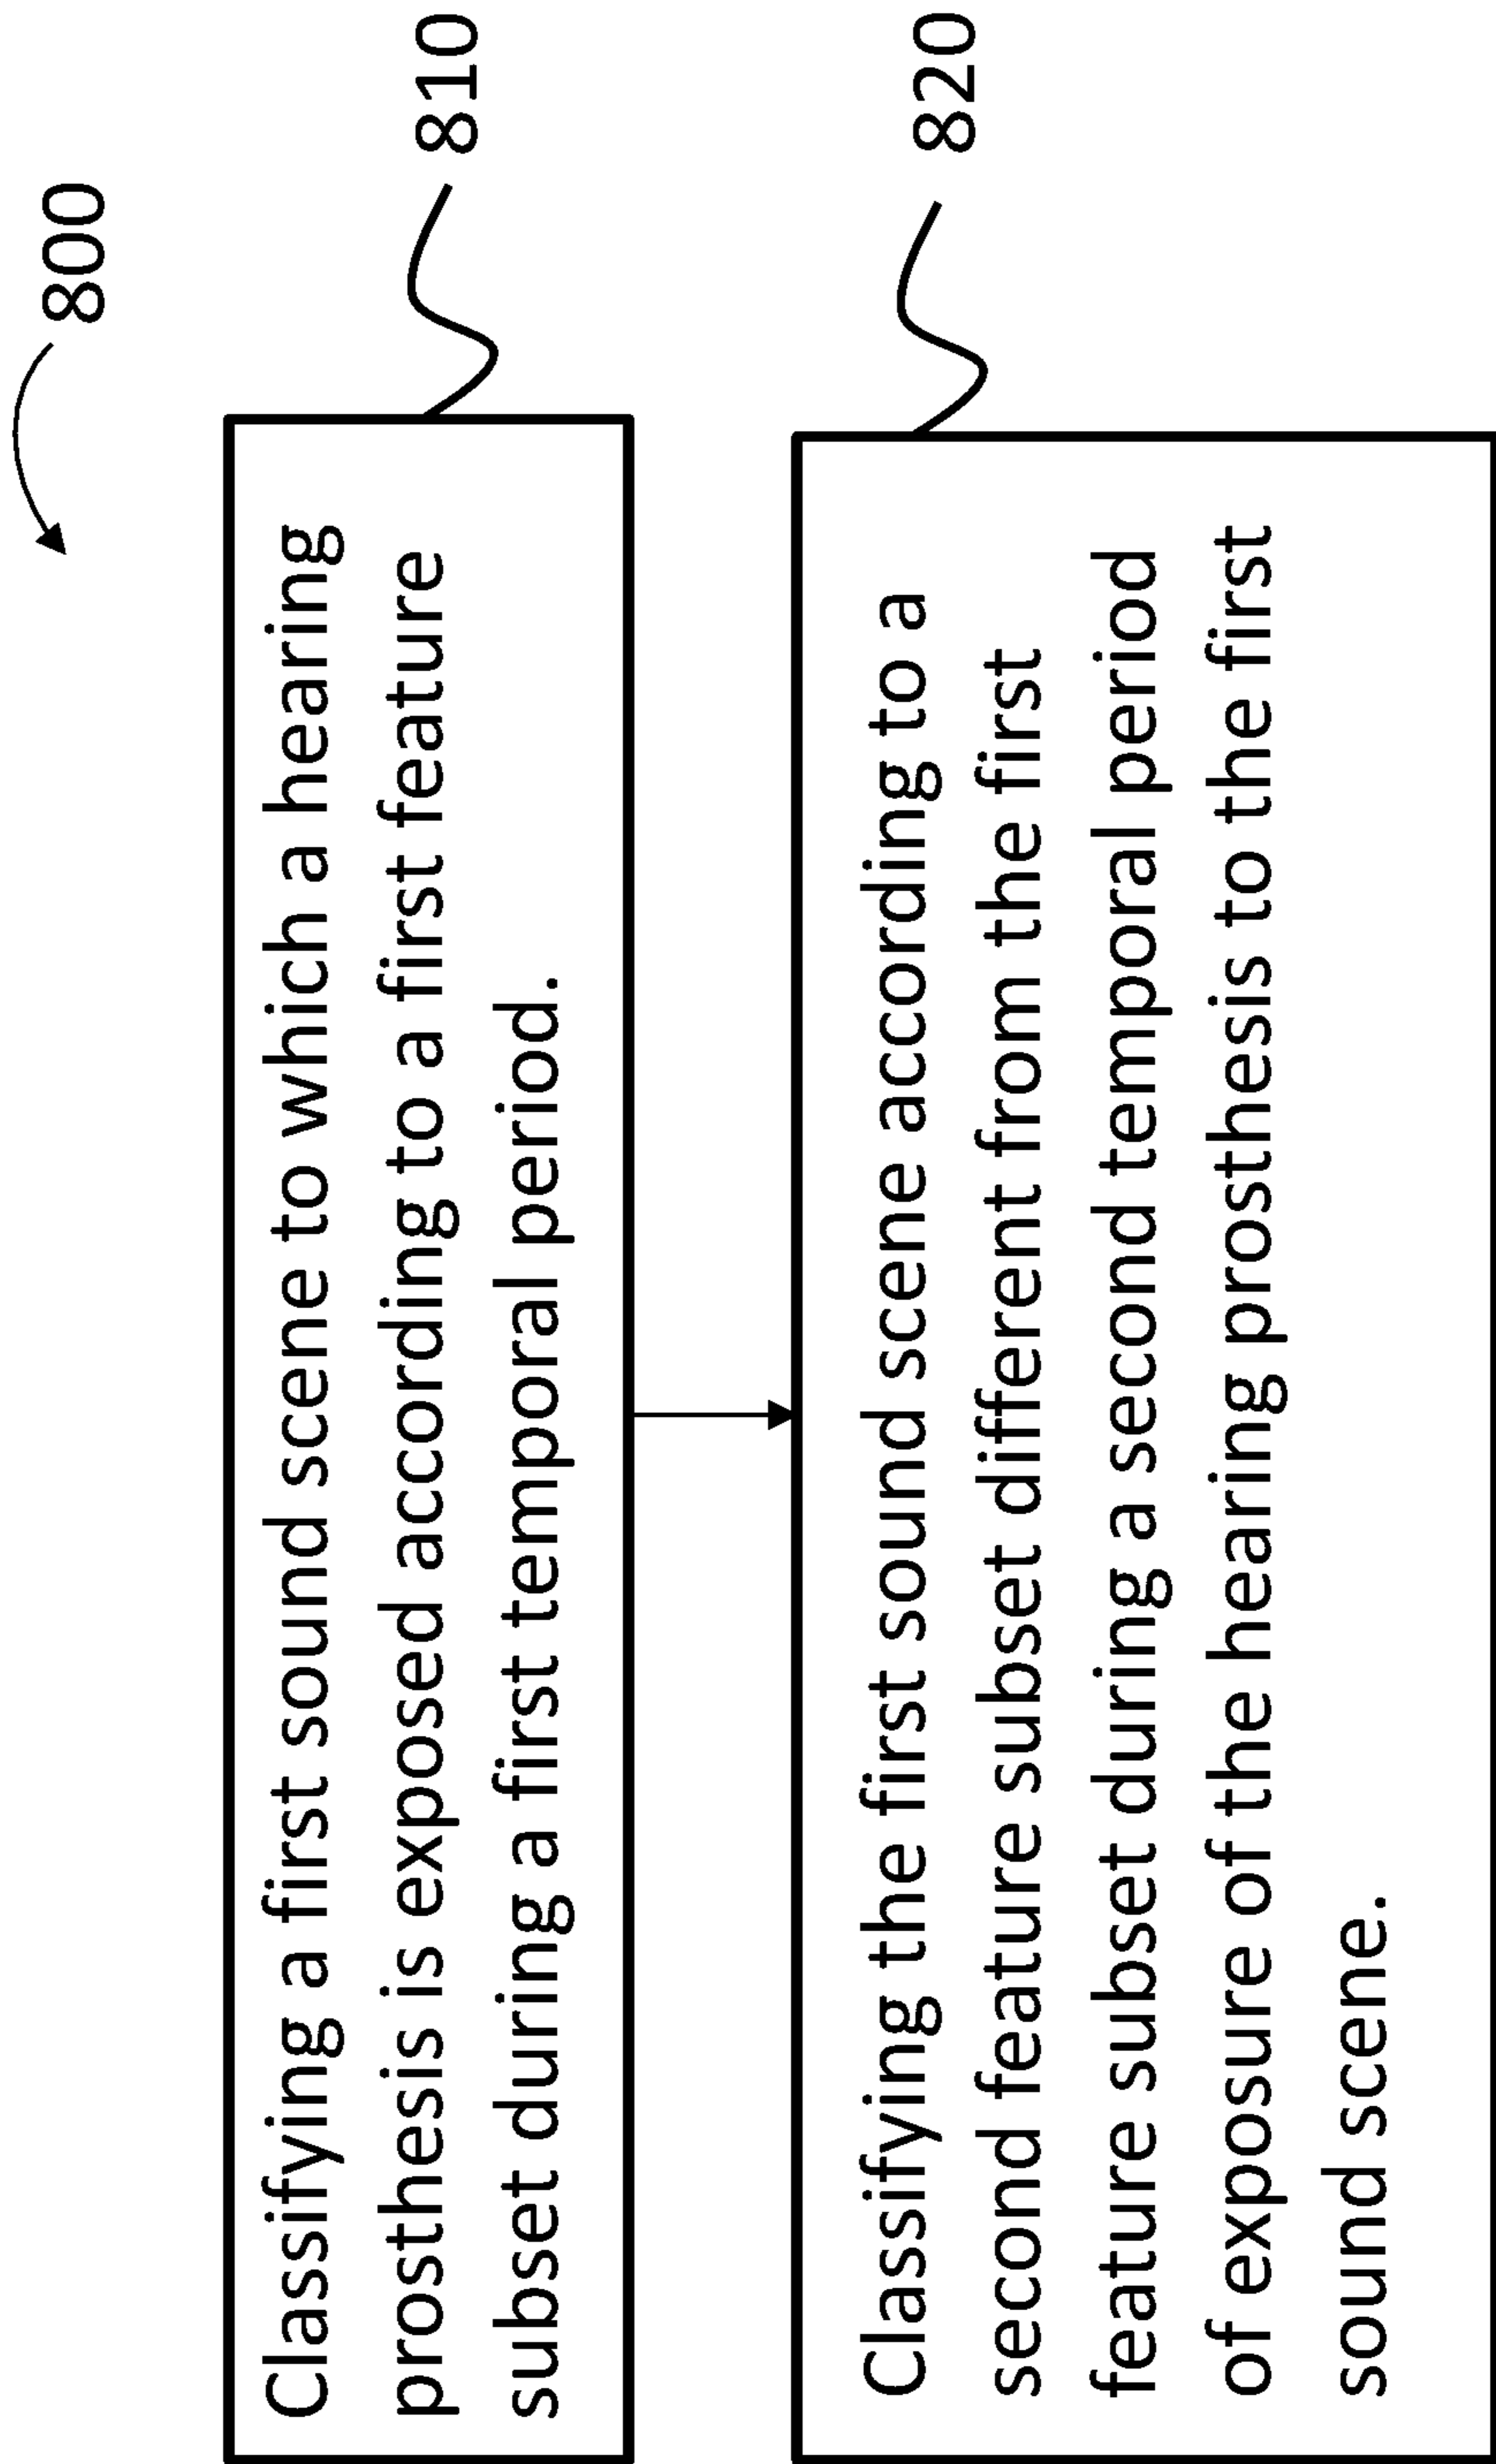 800
Classifying a first sound scene to which a hearing
prosthesis is exposed according to a first feature
subset during a first temporal period.
810
Classifying the first sound scene according to a
second feature subset different from the first
feature subset during a second temporal period
of exposure of the hearing prosthesis to the first
sound scene.
820